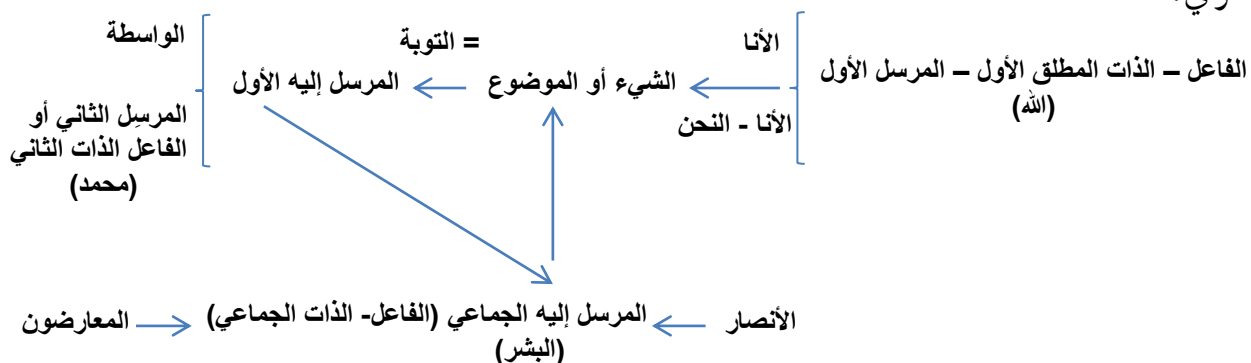 الفاعل – الذات المطلق الأول – المرسل الأول
(الله)
الأنا
الأنا - النحن
= التوبة
الشيء أو الموضوع
المرسل إليه الأول
الواسطة
المرسِل الثاني أو
الفاعل الذات الثاني
(محمد)
الأنصار
المرسل إليه الجماعي (الفاعل- الذات الجماعي)
(البشر)
المعارضون